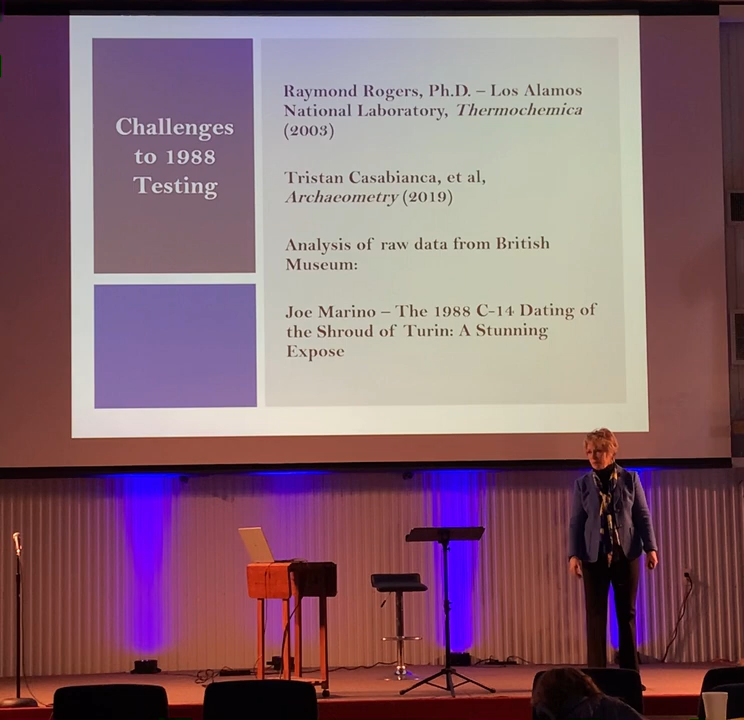 Challenges
to 1988
Testing
Raymond Rogers, Ph.D. – Los Alamos
National Laboratory, Thermochemica
(2003)
Tristan Casabianca, et al,
Archaeometry (2019)
Analysis of raw data from British
Museum:
Joe Marino – The 1988 C-14 Dating of
the Shroud of Turin: A Stunning
Expose